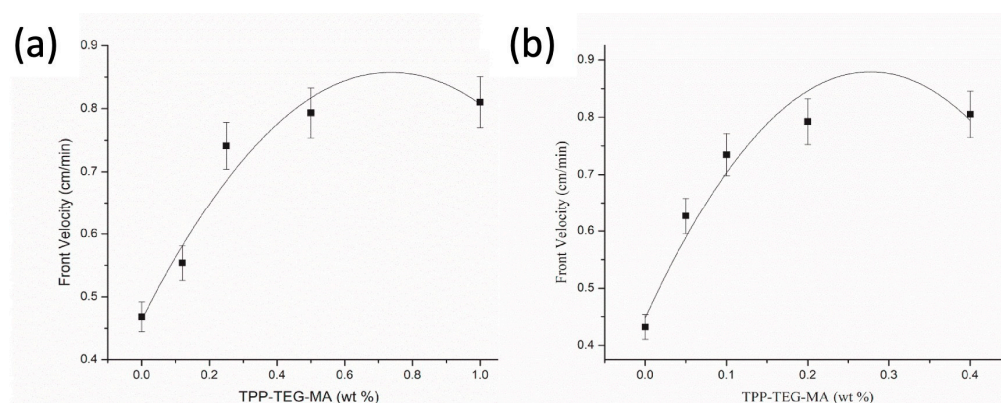 (a)
0.9
0.8
0.7
0.6
0.5
0.4
Front Velocity (cm/min)
0.0 0.2 0.4 0.6 0.8 1.0
TPP-TEG-MA (wt %)
(b)
0.9
0.8
0.7
0.6
0.5
0.4
Front Velocity (cm/min)
0.0 0.1 0.2 0.3 0.4
TPP-TEG-MA (wt %)